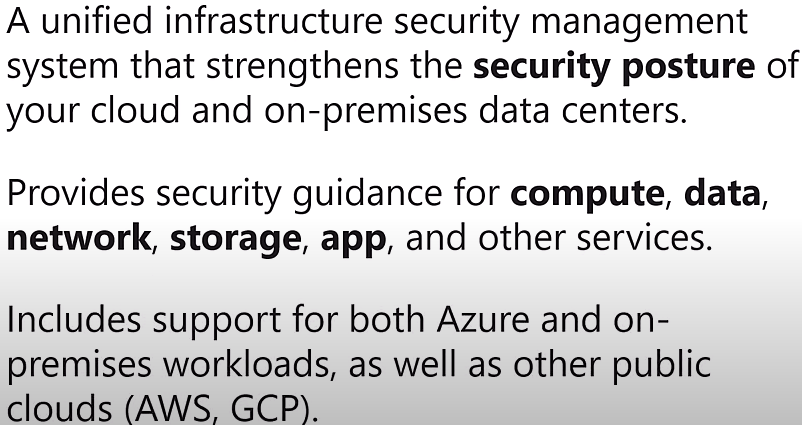 A unified infrastructure security management
system that strengthens the security posture of
your cloud and on-premises data centers.
Provides security guidance for compute, data,
network, storage, app, and other services.
Includes support for both Azure and on-
premises workloads, as well as other public
clouds (AWS, GCP).